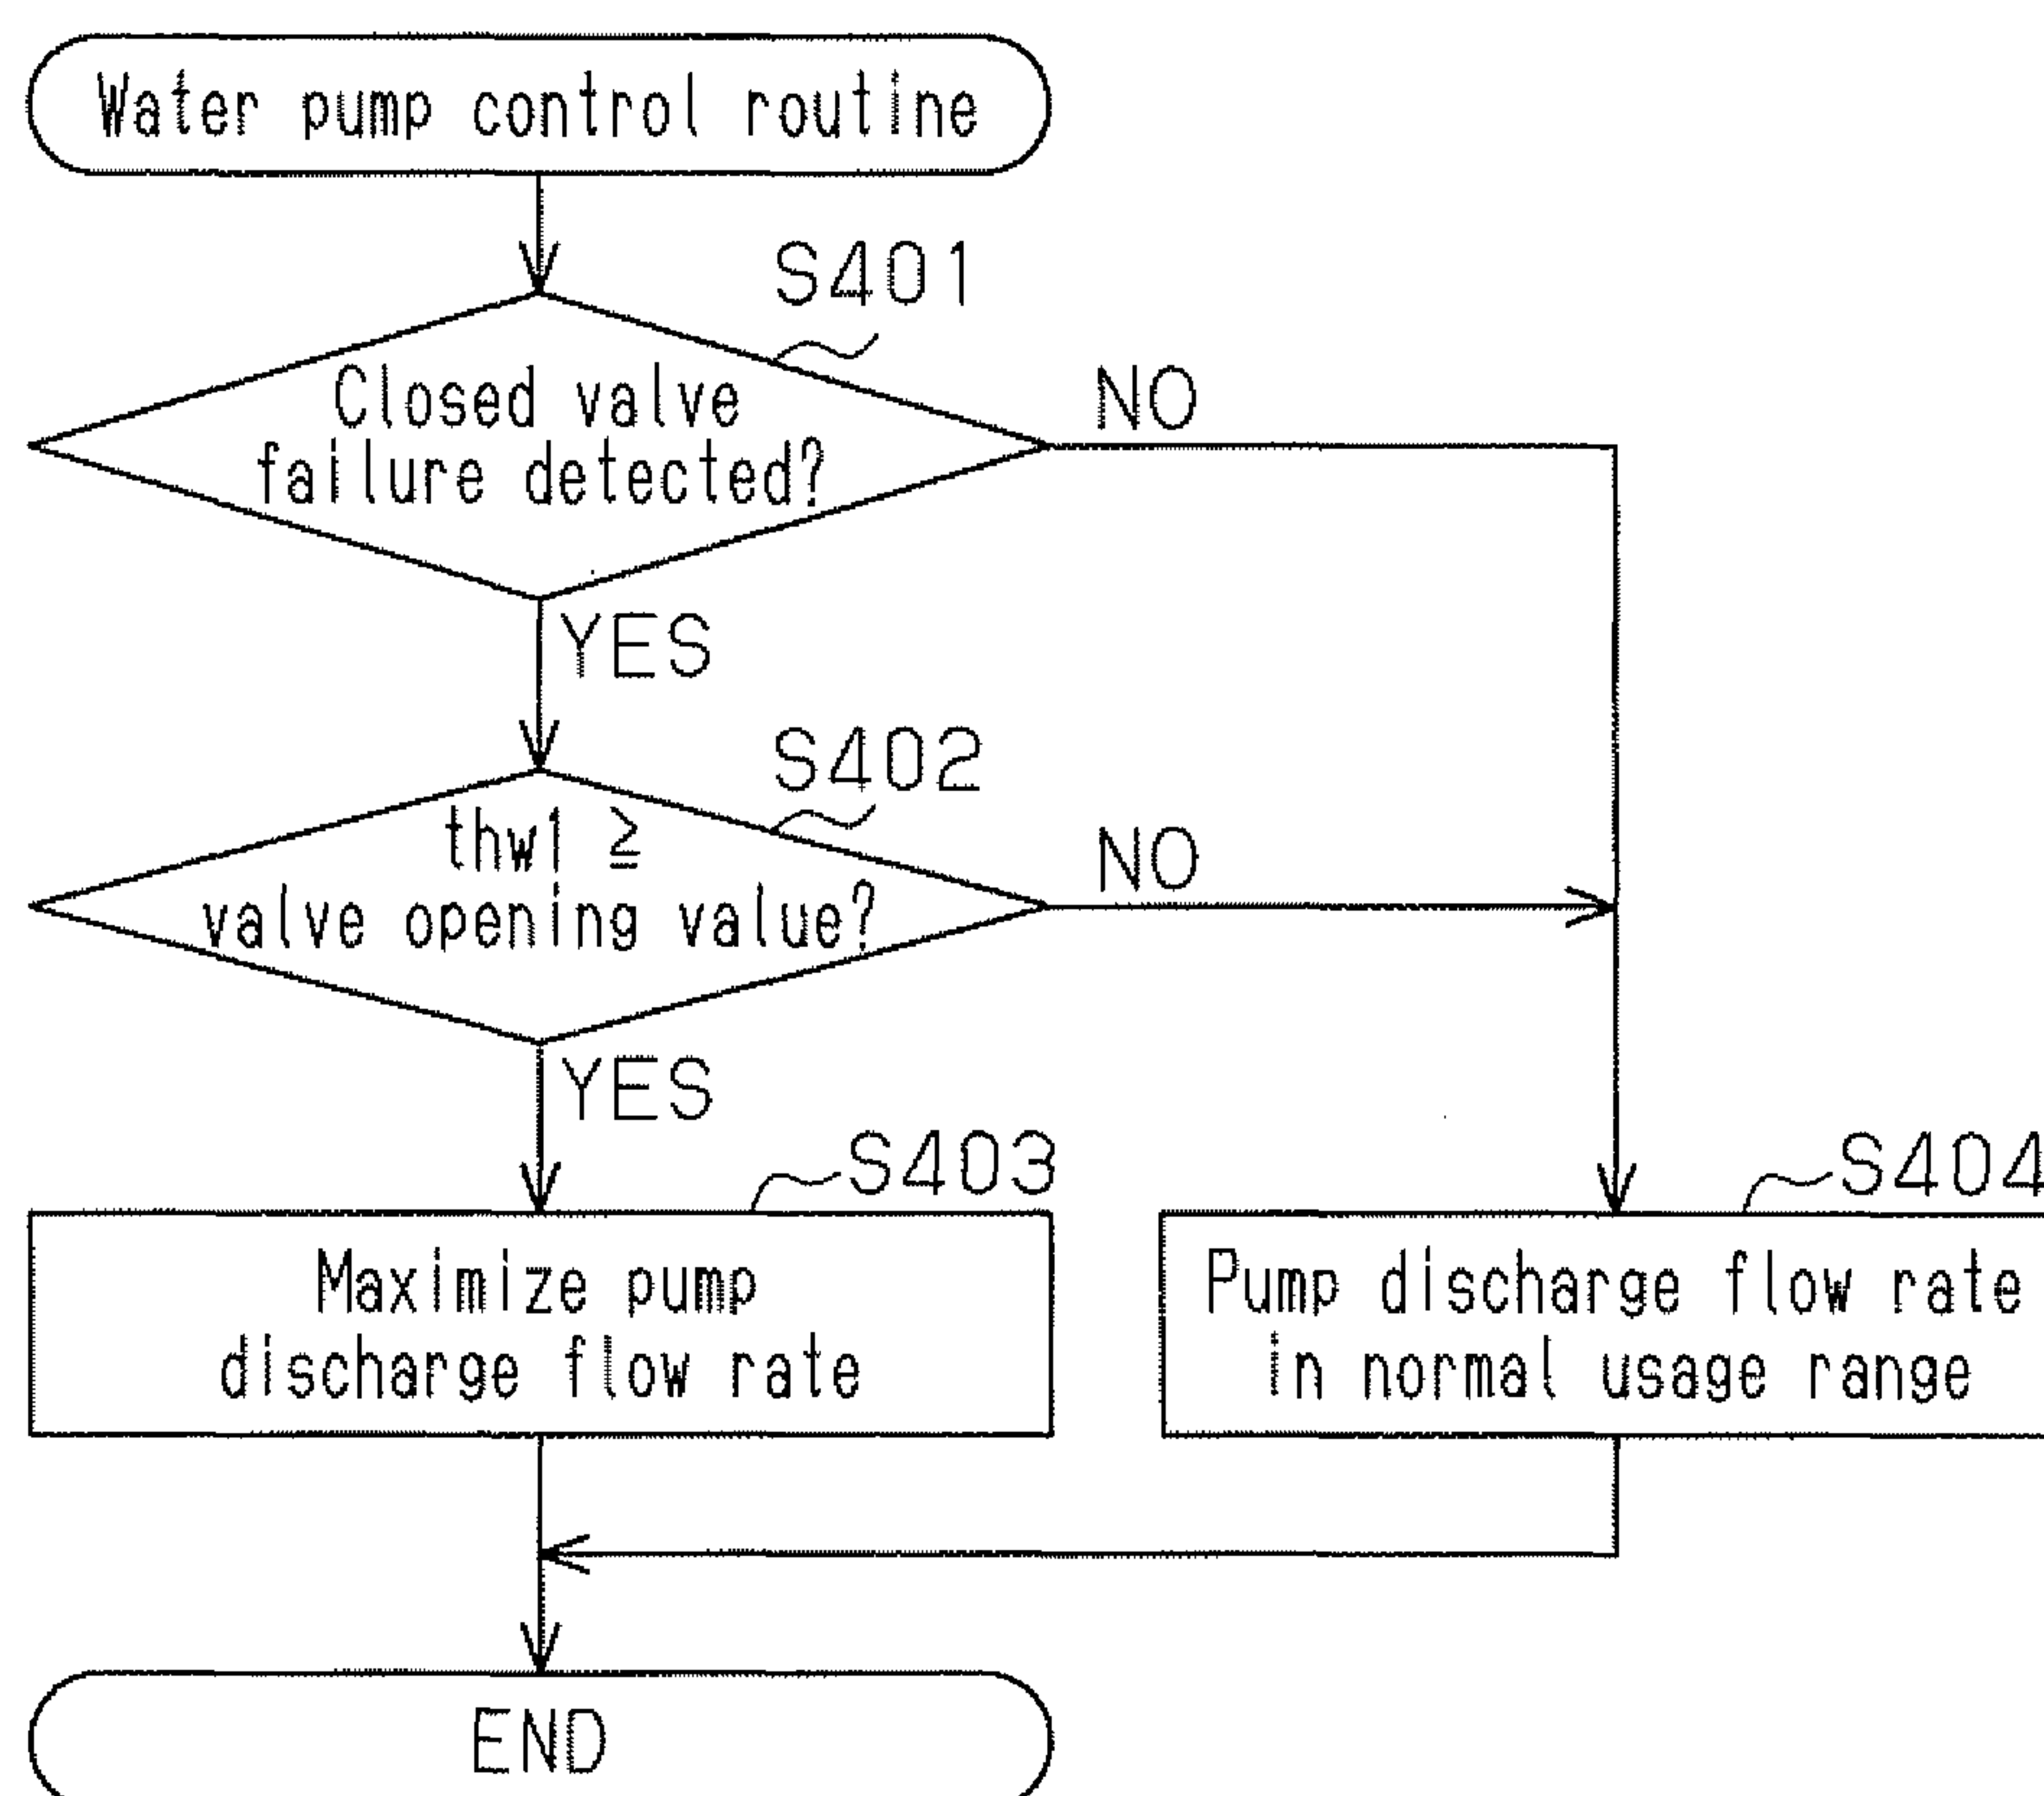 Water pump control routine
S401
Closed valve
failure detected?
NO
YES
S402
thw1 ≧
valve opening value?
NO
YES
S403
S404
Maximize pump
discharge flow rate
Pump discharge flow rate
in normal usage range
END